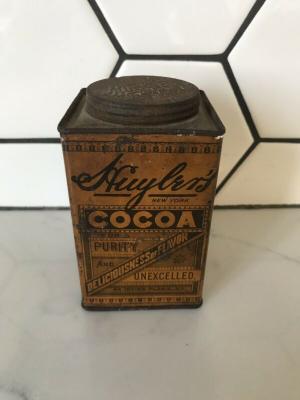 Huyler's
NEW YORK
COCOA
PURITY
AND
DELICIOUSNESS OF FLAVOR
UNEXCELLED